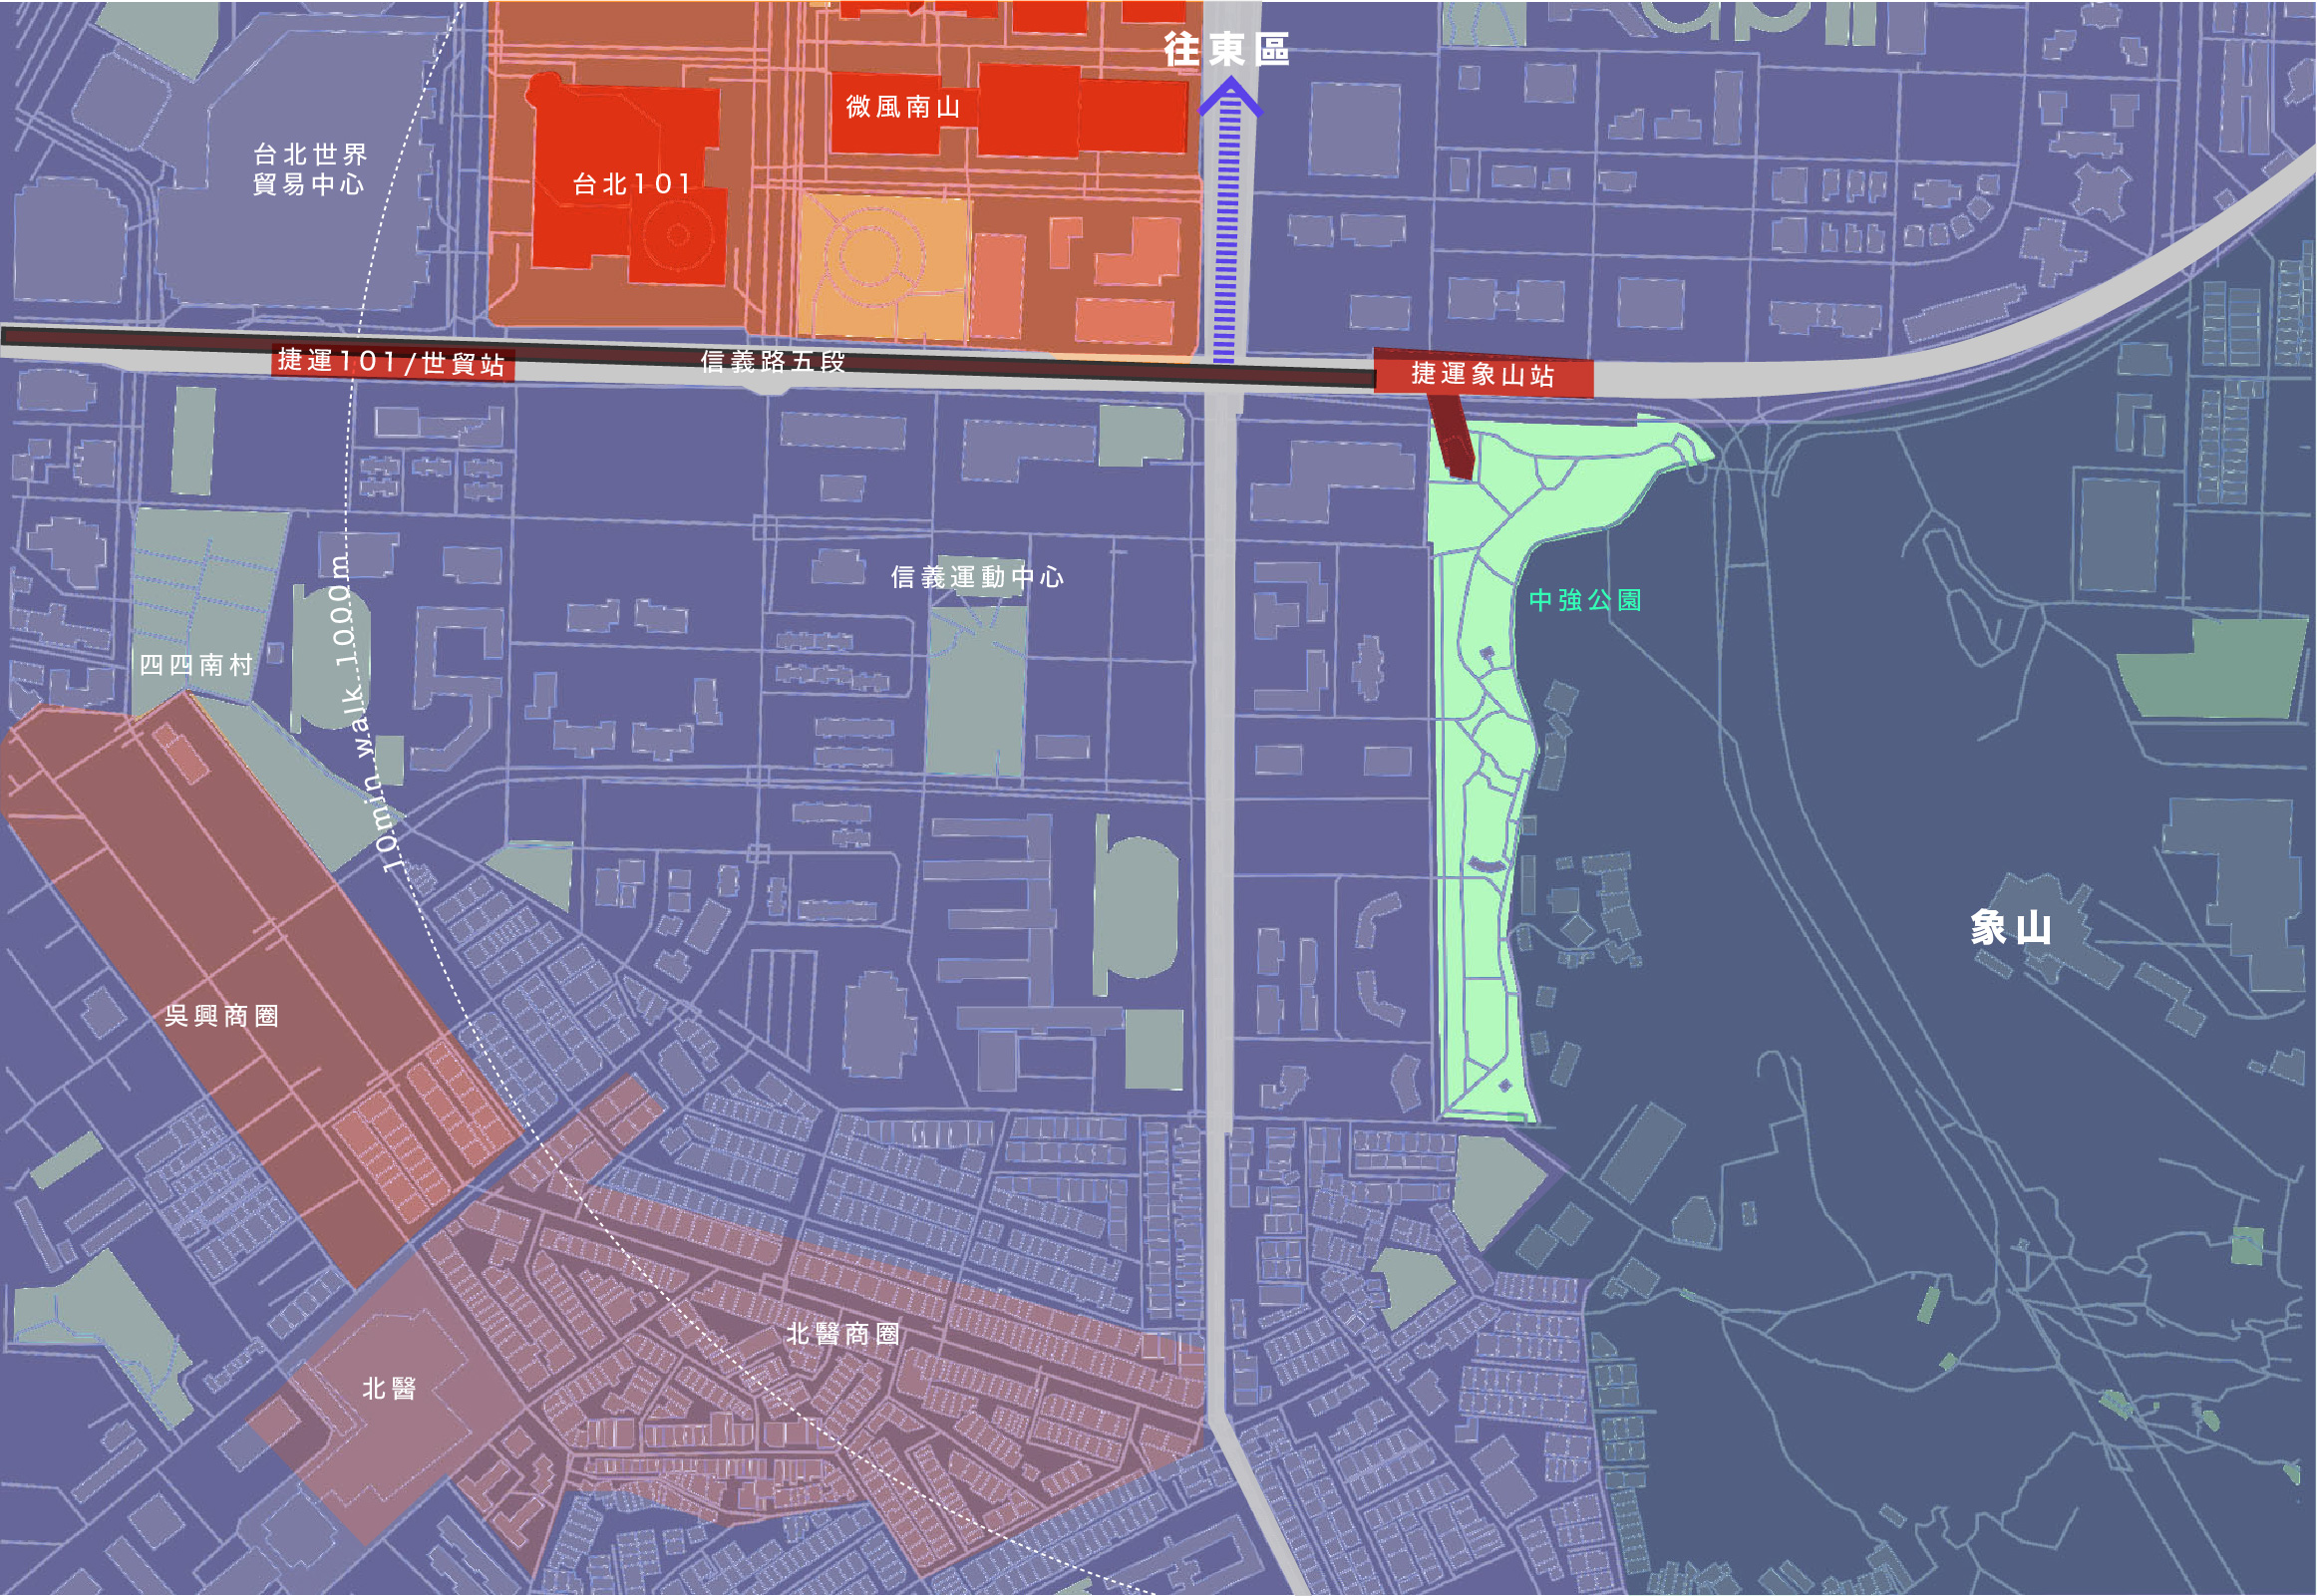 往東區
微風南山
台北世界
貿易中心
台北101
捷運101/世貿站
信義路五段
捷運象山站
信義運動中心
中強公園
10min walk 1000m
四四南村
象山
吳興商圈
北醫商圈
北醫